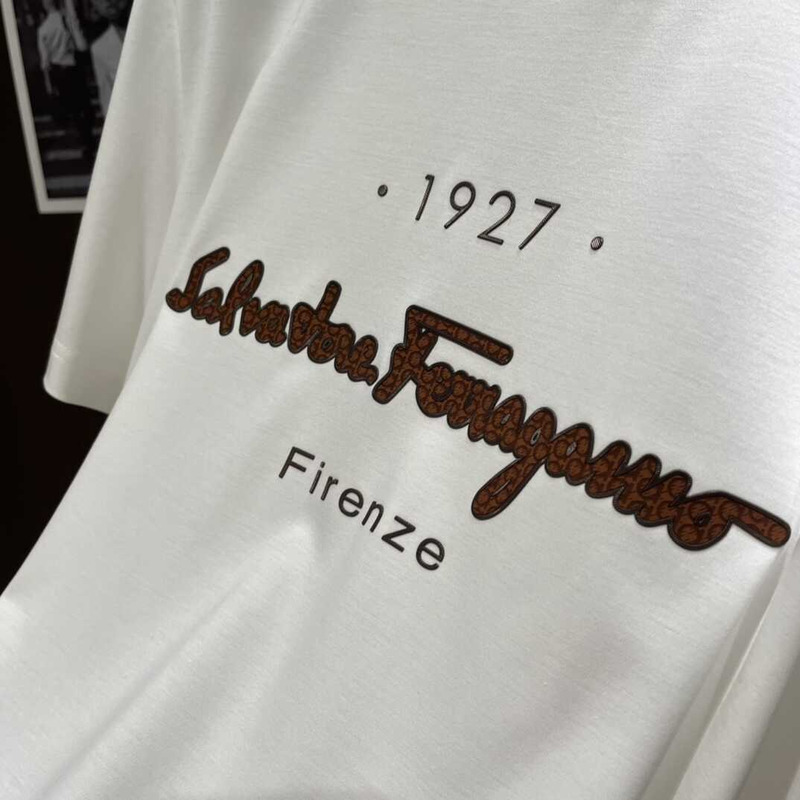 · 1927 ·
Salvatore Ferragamo
Firenze